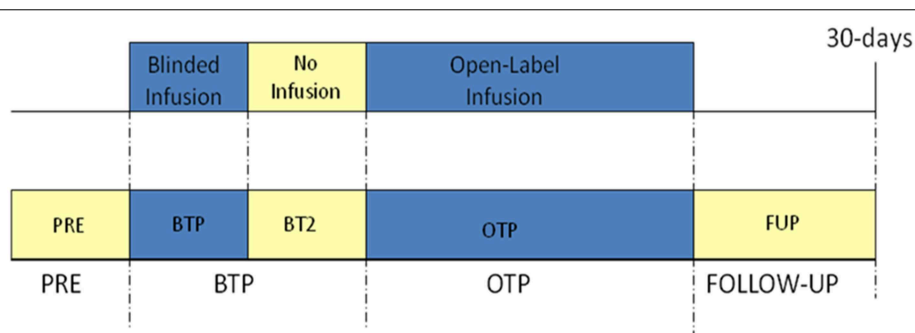 30-days
Blinded
Infusion
No
Infusion
Open-Label
Infusion
PRE
BTP
BT2
OTP
FUP
PRE
BTP
OTP
FOLLOW-UP